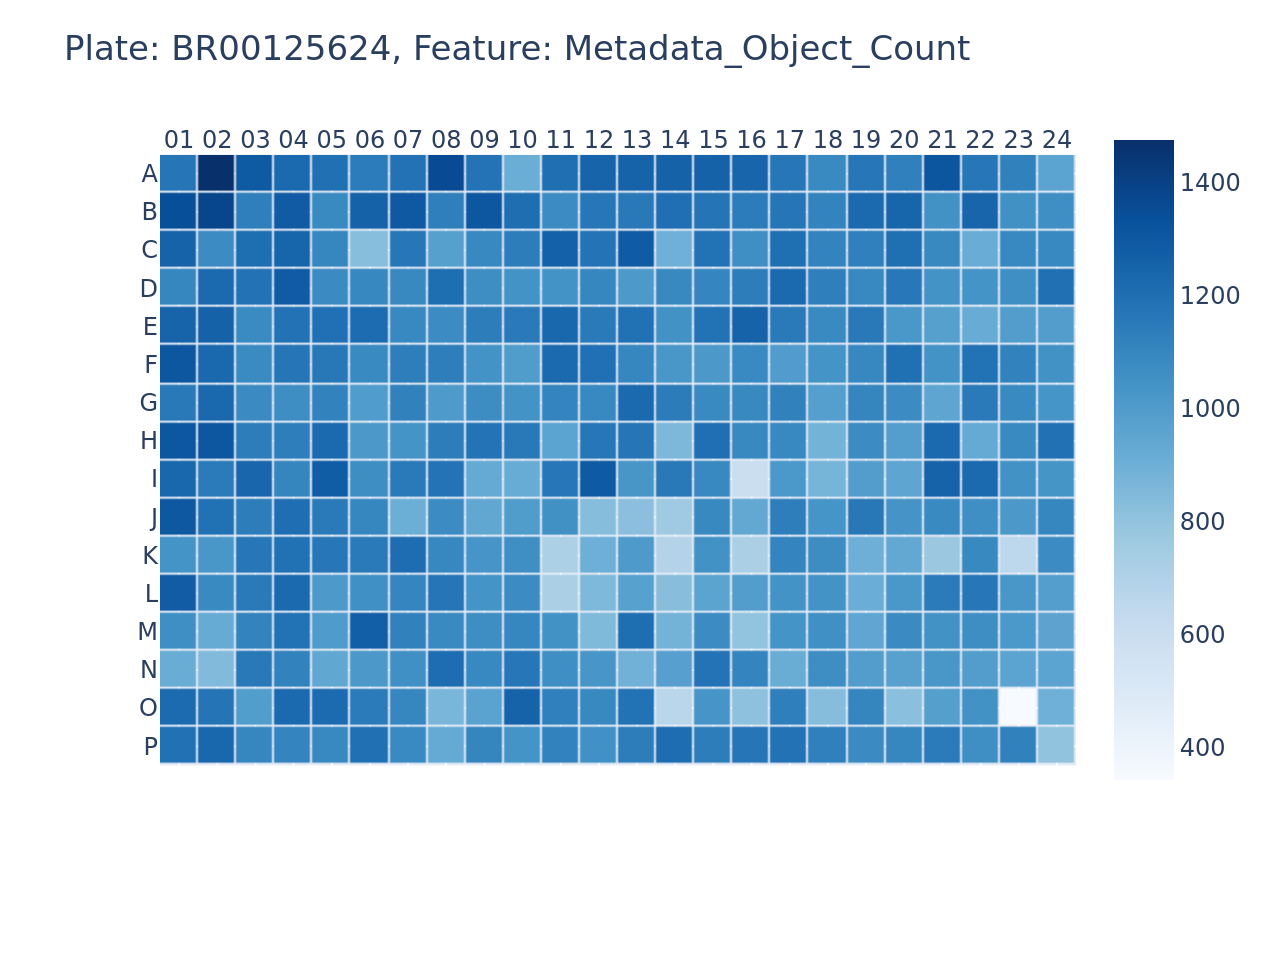 Plate: BR00125624, Feature: Metadata_Object_Count
01 02 03 04 05 06 07 08 09 10 11 12 13 14 15 16 17 18 19 20 21 22 23 24
A
B
C
D
E
F
G
H
I
J
K
L
M
N
O
P
1400
1200
1000
800
600
400